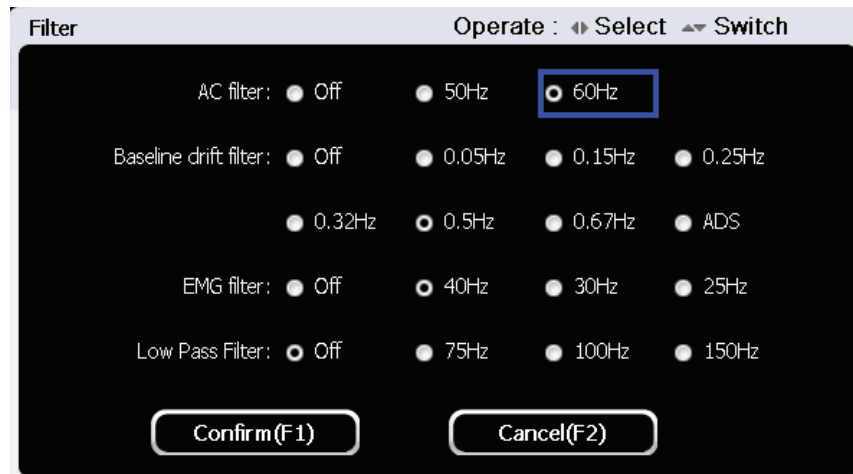 Filter Operate : Select Switch
AC filter: Off 50Hz 60Hz
Baseline drift filter: Off 0.05Hz 0.15Hz 0.25Hz
0.32Hz 0.5Hz 0.67Hz ADS
EMG filter: Off 40Hz 30Hz 25Hz
Low Pass Filter: Off 75Hz 100Hz 150Hz
Confirm(F1) Cancel(F2)